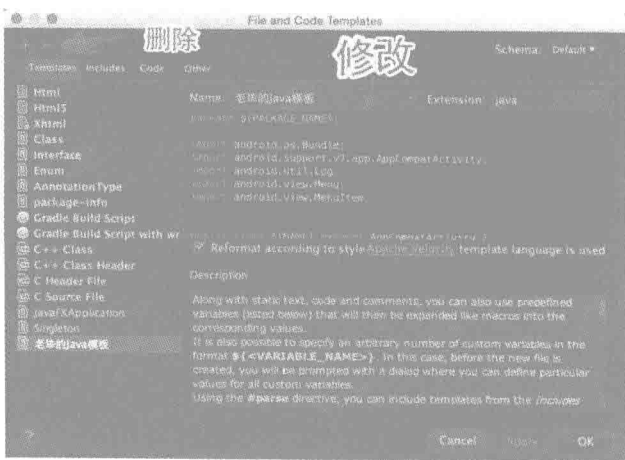 File and Code Templates
删除
修改
Schema: Default
Templates Includes Code Other
Name: 老毕的Java模板
Extension: java
package ${PACKAGE_NAME};
import android.os.Bundle;
import android.support.v7.app.AppCompatActivity;
import android.util.Log;
import android.view.Menu;
import android.view.MenuItem;
Html
Html5
Xhtml
Class
Interface
Enum
AnnotationType
package-info
Gradle Build Script
Gradle Build Script with wr
C++ Class
C++ Class Header
C Header File
C Source File
JavaFXApplication
Singleton
老毕的Java模板
Reformat according to style Apache Velocity template language is used
Description
Along with static text, code and comments, you can also use predefined
variables (listed below) that will then be expanded like macros into the
corresponding values.
It is also possible to specify an arbitrary number of custom variables in the
format ${<VARIABLE_NAME>}. In this case, before the new file is
created, you will be prompted with a dialog where you can define particular
values for all custom variables.
Using the #parse directive, you can include templates from the Includes
?
Cancel Apply OK